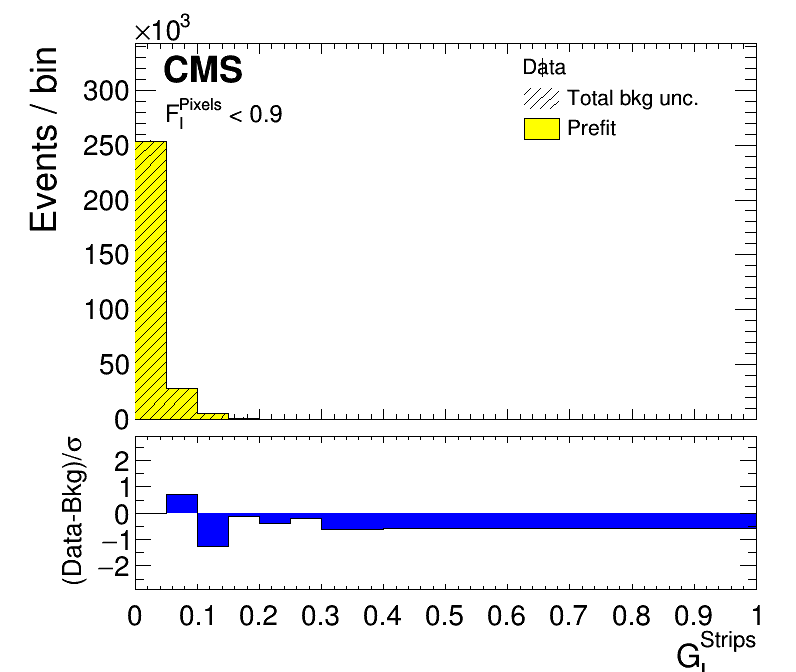 ×10³
Events / bin
CMS
F_I^Pixels < 0.9
Data
Total bkg unc.
Prefit
300
250
200
150
100
50
0
(Data-Bkg)/σ
2
1
0
−1
−2
0 0.1 0.2 0.3 0.4 0.5 0.6 0.7 0.8 0.9 1
G_I^Strips